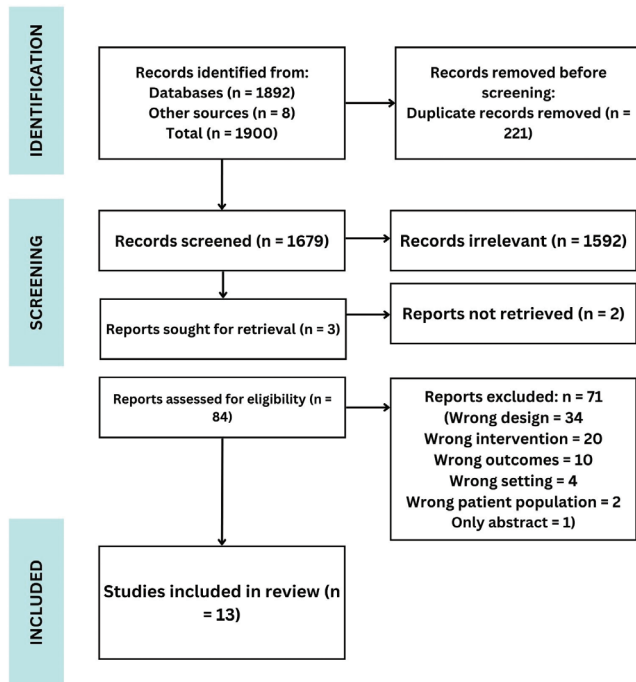 IDENTIFICATION
Records identified from:
Databases (n = 1892)
Other sources (n = 8)
Total (n = 1900)
Records removed before
screening:
Duplicate records removed (n =
221)
SCREENING
Records screened (n = 1679)
Records irrelevant (n = 1592)
Reports sought for retrieval (n = 3)
Reports not retrieved (n = 2)
Reports assessed for eligibility (n =
84)
Reports excluded: n = 71
(Wrong design = 34
Wrong intervention = 20
Wrong outcomes = 10
Wrong setting = 4
Wrong patient population = 2
Only abstract = 1)
INCLUDED
Studies included in review (n
= 13)